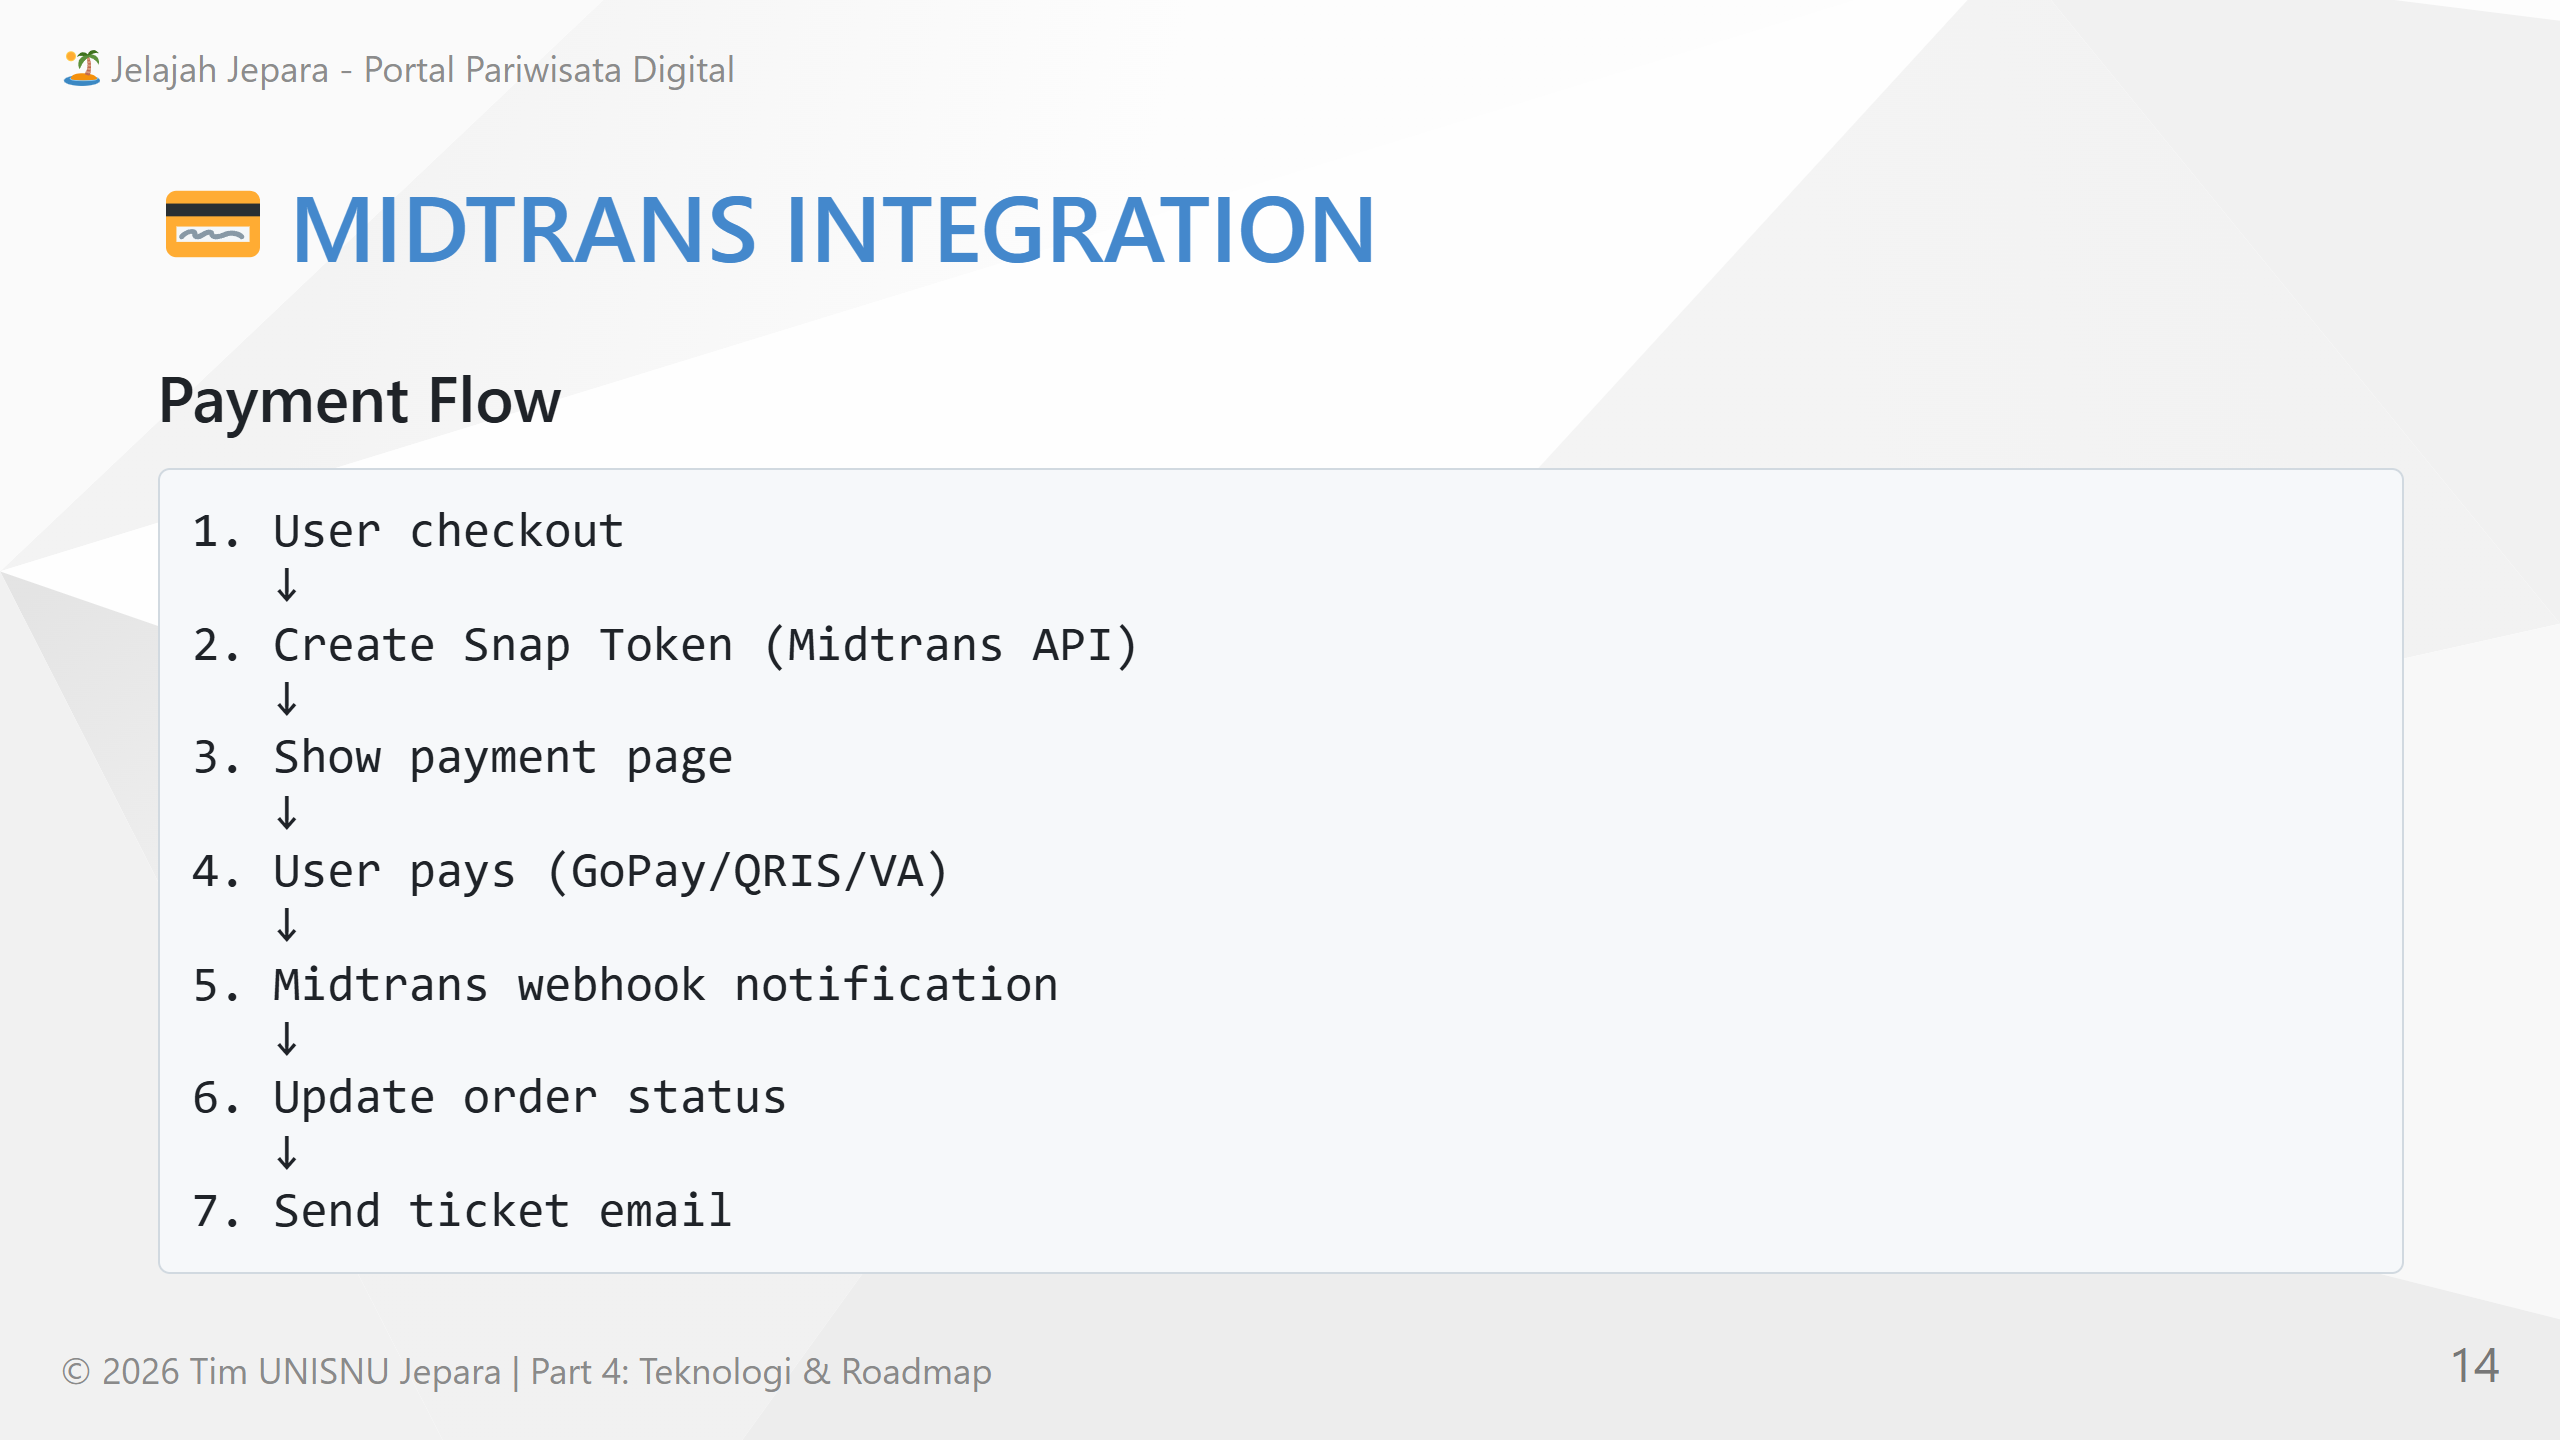 🏝️ Jelajah Jepara - Portal Pariwisata Digital
💳 MIDTRANS INTEGRATION
Payment Flow
1. User checkout
↓
2. Create Snap Token (Midtrans API)
↓
3. Show payment page
↓
4. User pays (GoPay/QRIS/VA)
↓
5. Midtrans webhook notification
↓
6. Update order status
↓
7. Send ticket email
© 2026 Tim UNISNU Jepara | Part 4: Teknologi & Roadmap
14